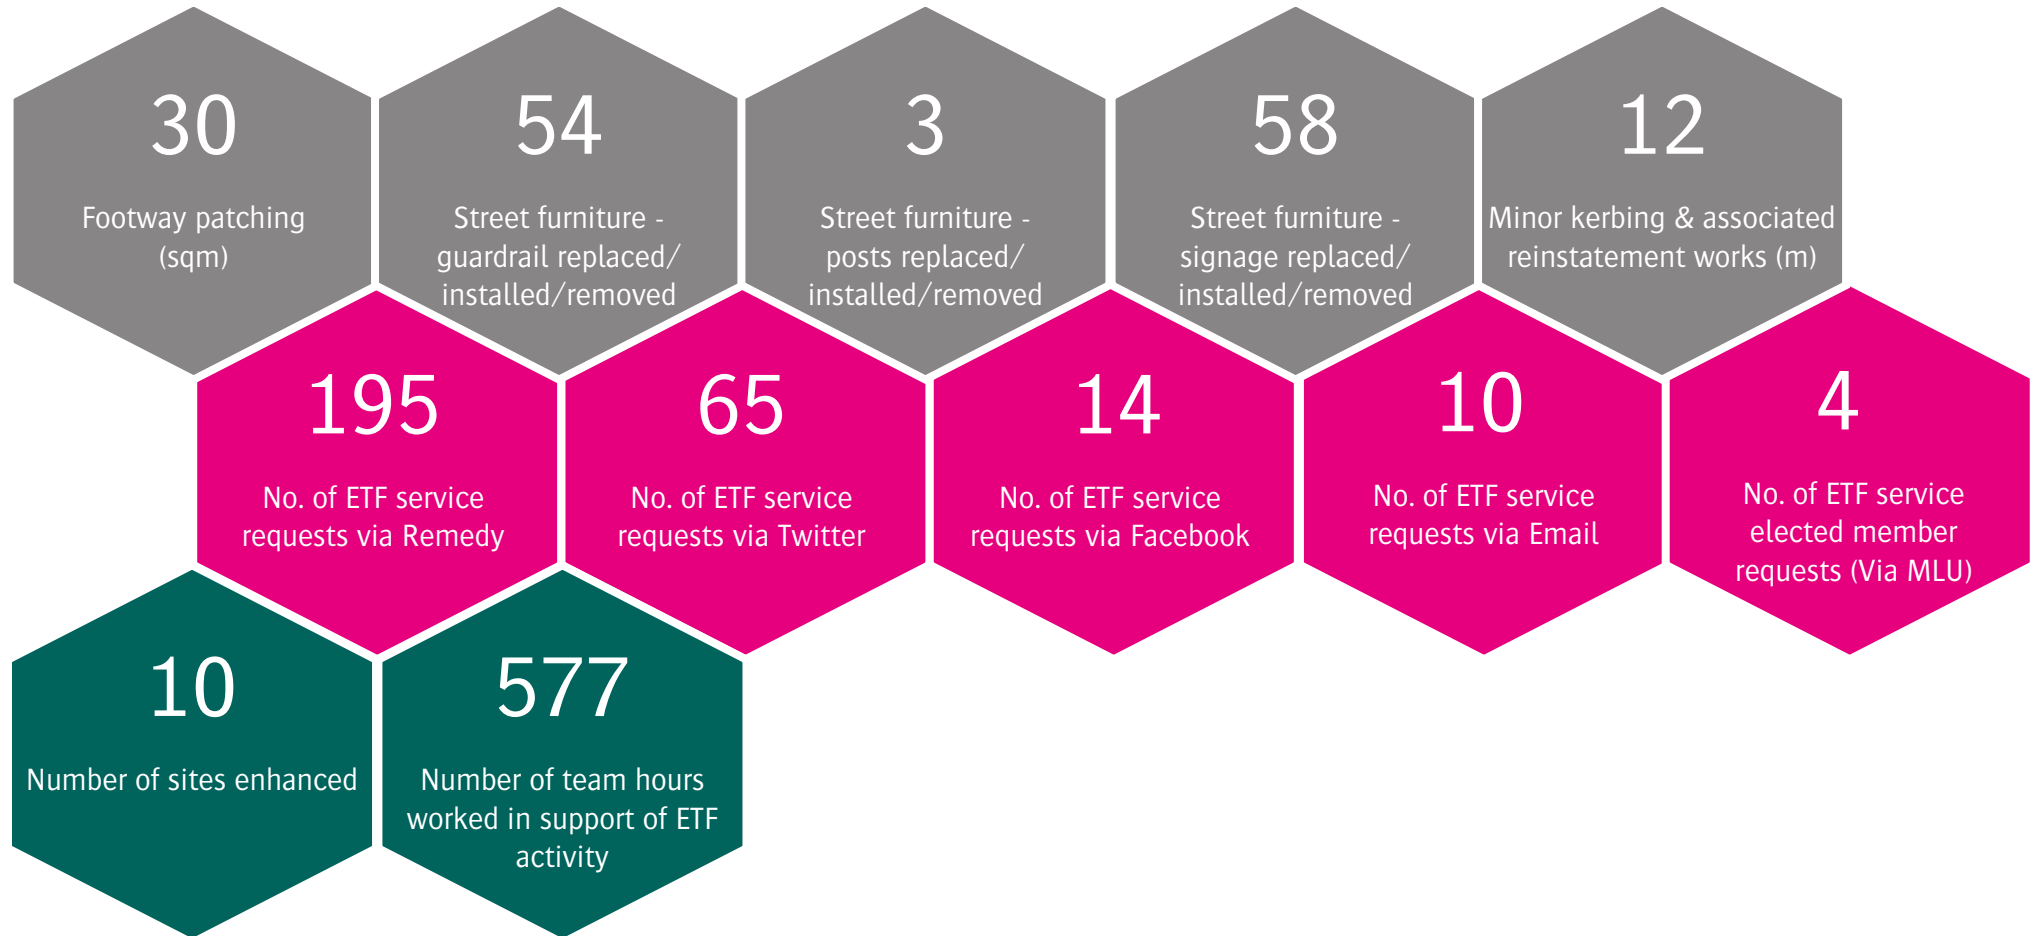 30
Footway patching
(sqm)
54
Street furniture -
guardrail replaced/
installed/removed
3
Street furniture -
posts replaced/
installed/removed
58
Street furniture -
signage replaced/
installed/removed
12
Minor kerbing & associated
reinstatement works (m)
195
No. of ETF service
requests via Remedy
65
No. of ETF service
requests via Twitter
14
No. of ETF service
requests via Facebook
10
No. of ETF service
requests via Email
4
No. of ETF service
elected member
requests (Via MLU)
10
Number of sites enhanced
577
Number of team hours
worked in support of ETF
activity